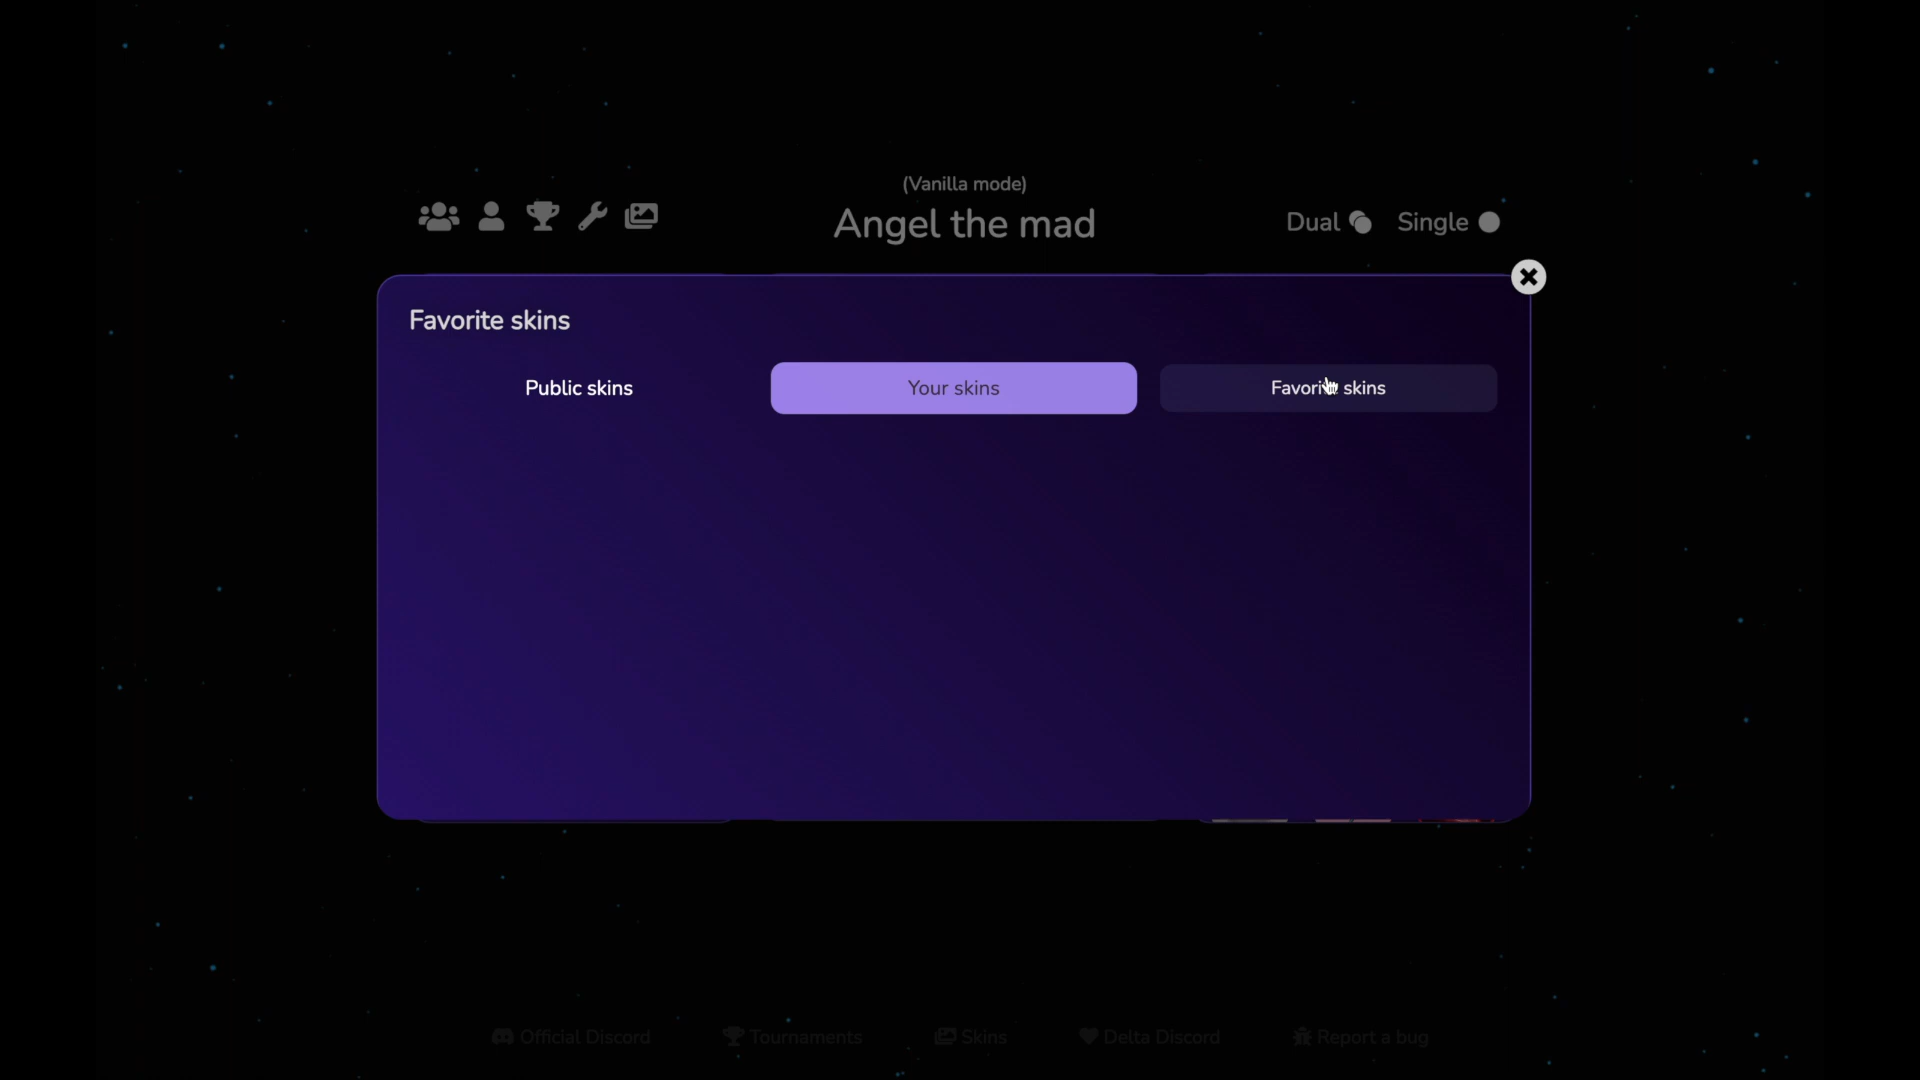 (Vanilla mode)
Angel the mad
Dual
Single
Favorite skins
Public skins
Your skins
Favorite skins
Official Discord
Tournaments
Skins
Delta Discord
Report a bug